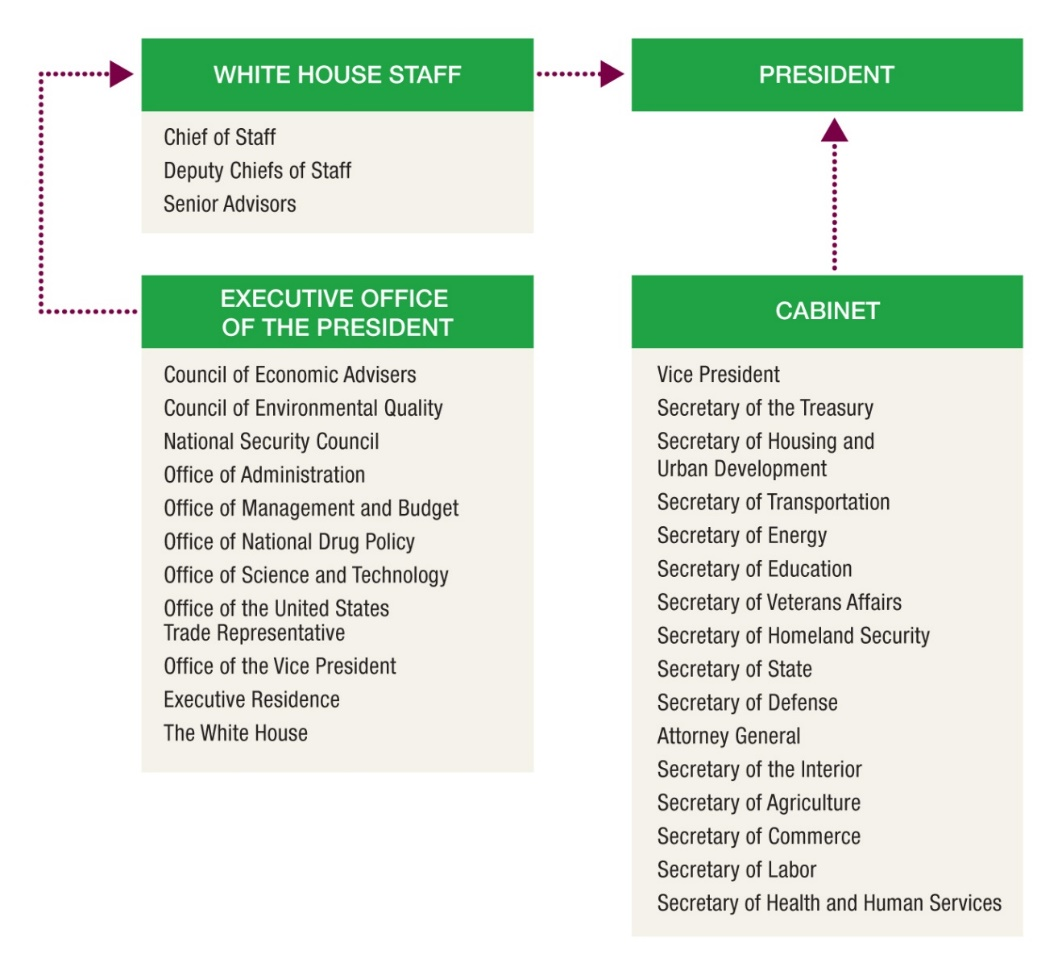 WHITE HOUSE STAFF
Chief of Staff
Deputy Chiefs of Staff
Senior Advisors
PRESIDENT
EXECUTIVE OFFICE
OF THE PRESIDENT
Council of Economic Advisers
Council of Environmental Quality
National Security Council
Office of Administration
Office of Management and Budget
Office of National Drug Policy
Office of Science and Technology
Office of the United States
Trade Representative
Office of the Vice President
Executive Residence
The White House
CABINET
Vice President
Secretary of the Treasury
Secretary of Housing and
Urban Development
Secretary of Transportation
Secretary of Energy
Secretary of Education
Secretary of Veterans Affairs
Secretary of Homeland Security
Secretary of State
Secretary of Defense
Attorney General
Secretary of the Interior
Secretary of Agriculture
Secretary of Commerce
Secretary of Labor
Secretary of Health and Human Services